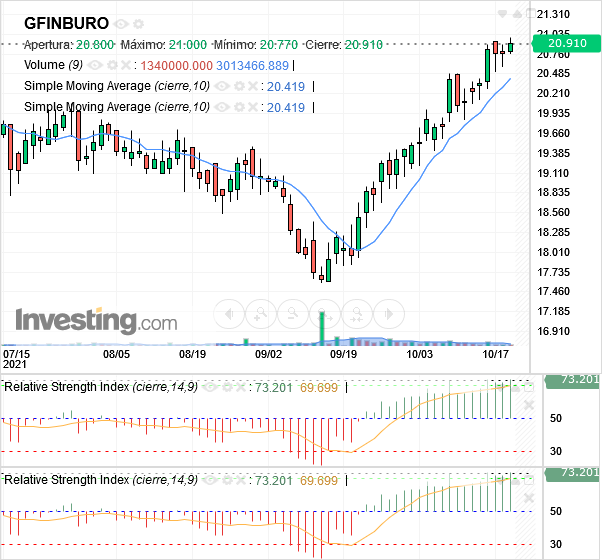 GFINBURO
Apertura: 20.800 Máximo: 21.000 Mínimo: 20.770 Cierre: 20.910
Volume (9) : 1340000.000 3013466.889
Simple Moving Average (cierre,10) : 20.419
Simple Moving Average (cierre,10) : 20.419
21.310
21.035
20.910
20.760
20.485
20.210
19.935
19.660
19.385
19.110
18.835
18.560
18.285
18.010
17.735
17.460
17.185
16.910
Investing.com
07/15 08/05 08/19 09/02 09/19 10/03 10/17
2021
Relative Strength Index (cierre,14,9) : 73.201 69.699
73.201
50
30
Relative Strength Index (cierre,14,9) : 73.201 69.699
73.201
50
30